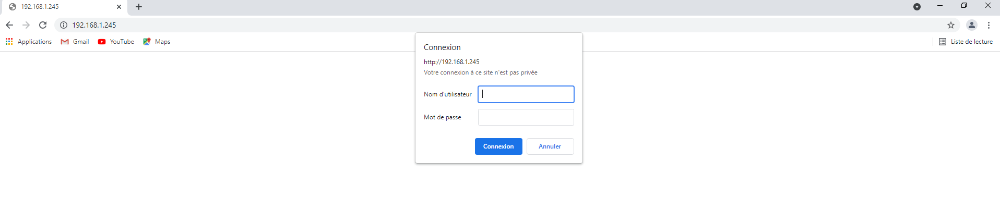 192.168.1.245
192.168.1.245
Applications Gmail YouTube Maps Liste de lecture
Connexion
http://192.168.1.245
Votre connexion à ce site n'est pas privée
Nom d'utilisateur
Mot de passe
Connexion Annuler